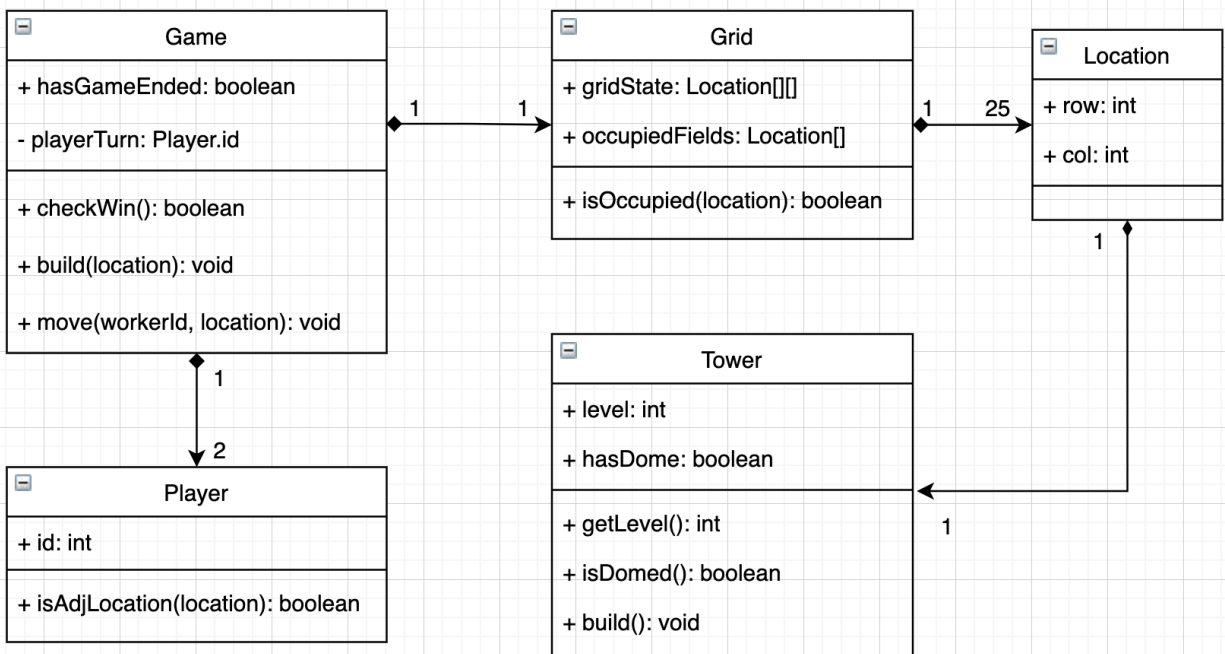 Game
+ hasGameEnded: boolean
- playerTurn: Player.id
+ checkWin(): boolean
+ build(location): void
+ move(workerId, location): void
1
1
Grid
+ gridState: Location[][]
+ occupiedFields: Location[]
+ isOccupied(location): boolean
1
25
Location
+ row: int
+ col: int
1
1
1
2
Player
+ id: int
+ isAdjLocation(location): boolean
Tower
+ level: int
+ hasDome: boolean
+ getLevel(): int
+ isDomed(): boolean
+ build(): void